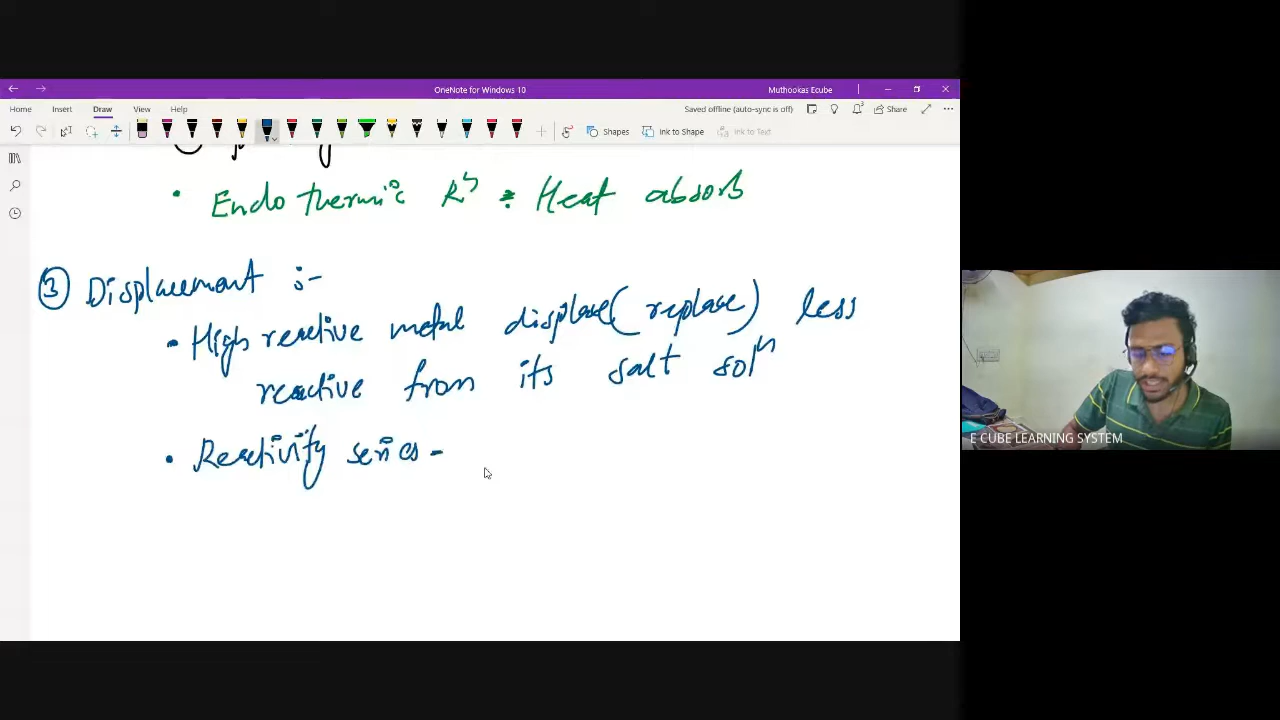 OneNote for Windows 10
Muthookas Ecube
Home Insert Draw View Help
Saved offline (auto-sync is off)
Share
Shapes
Ink to Shape
Ink to Text
• Endothermic Rⁿ : Heat absorb
③ Displacement :-
• High reactive metal displace (replace) less
reactive from its salt solⁿ
• Reactivity series -
E CUBE LEARNING SYSTEM